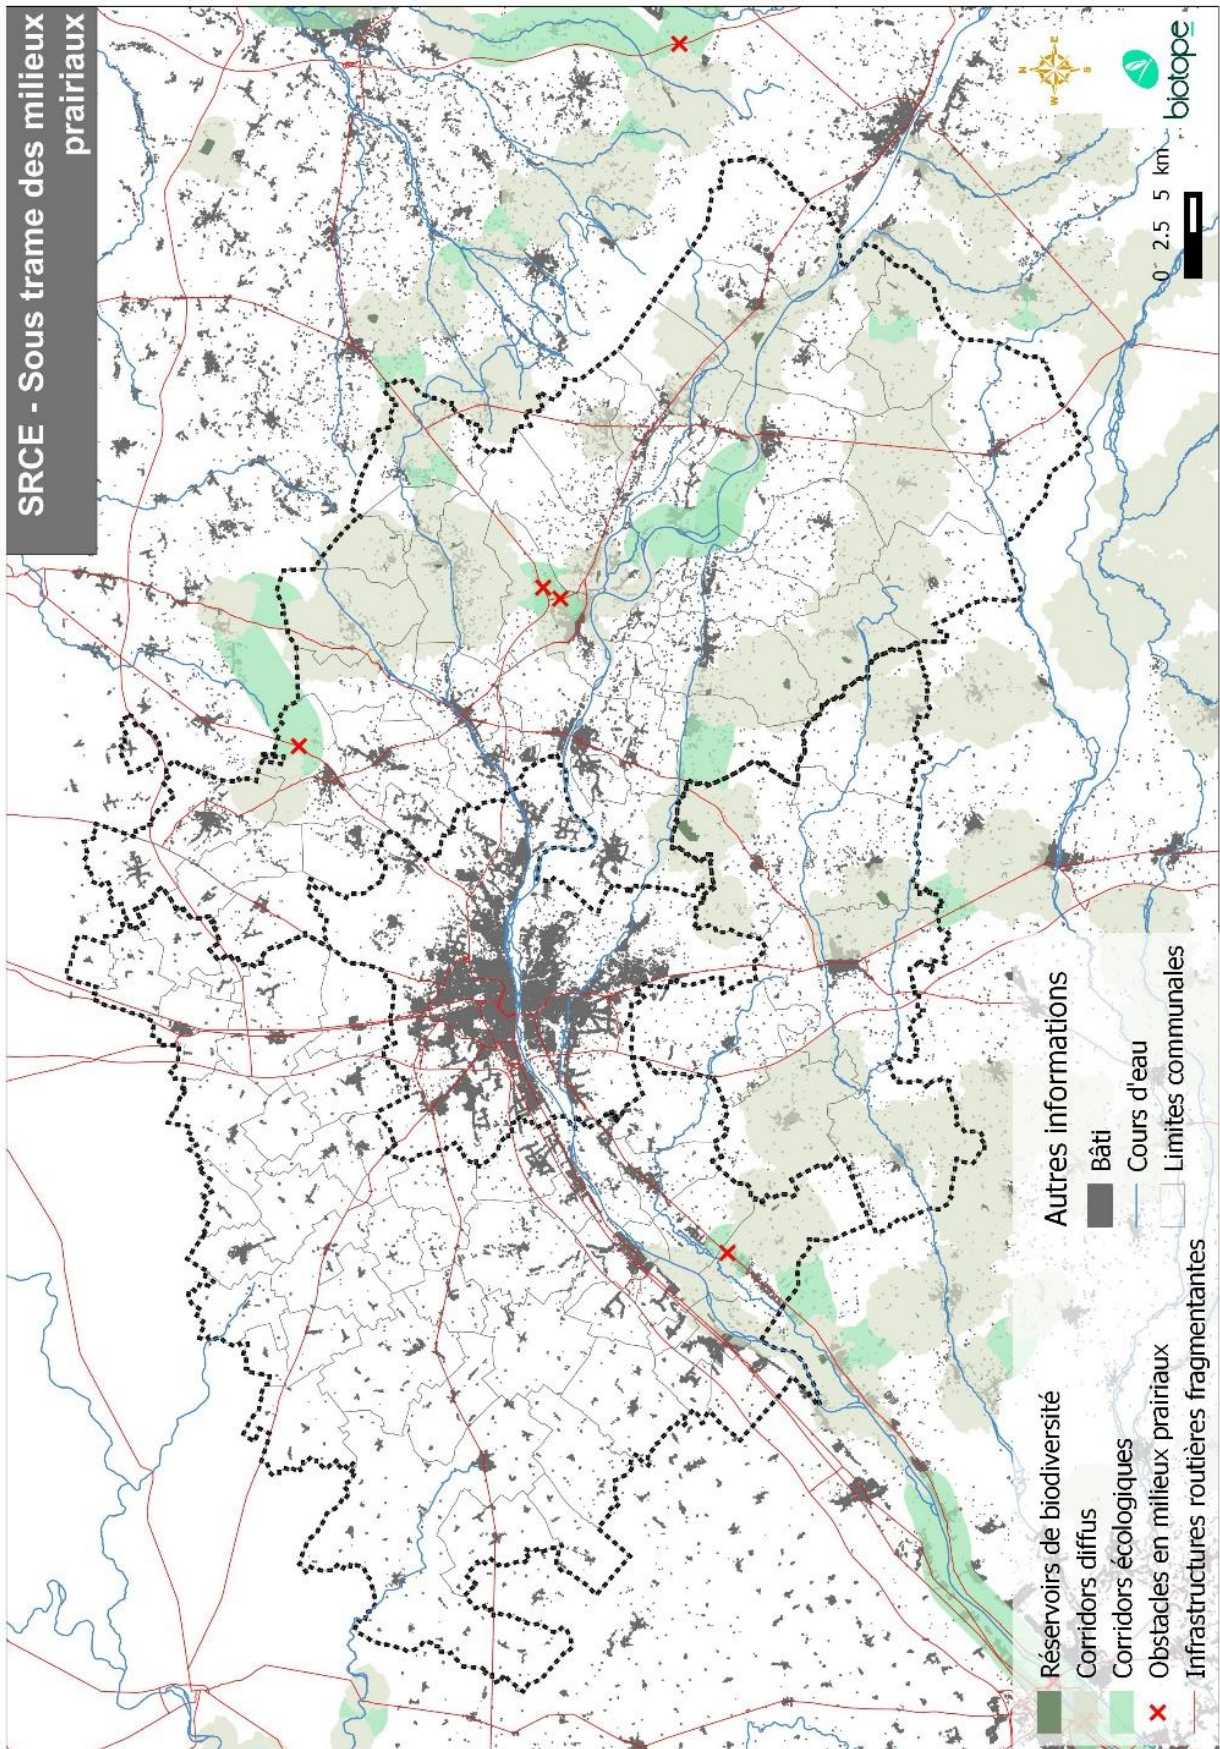 SRCE - Sous trame des milieux
prairiaux
Réservoirs de biodiversité
Corridors diffus
Corridors écologiques
Obstacles en milieux prairiaux
Infrastructures routières fragmentantes
Autres informations
Bâti
Cours d'eau
Limites communales
0 2.5 5 km
N
W E
S
biotope